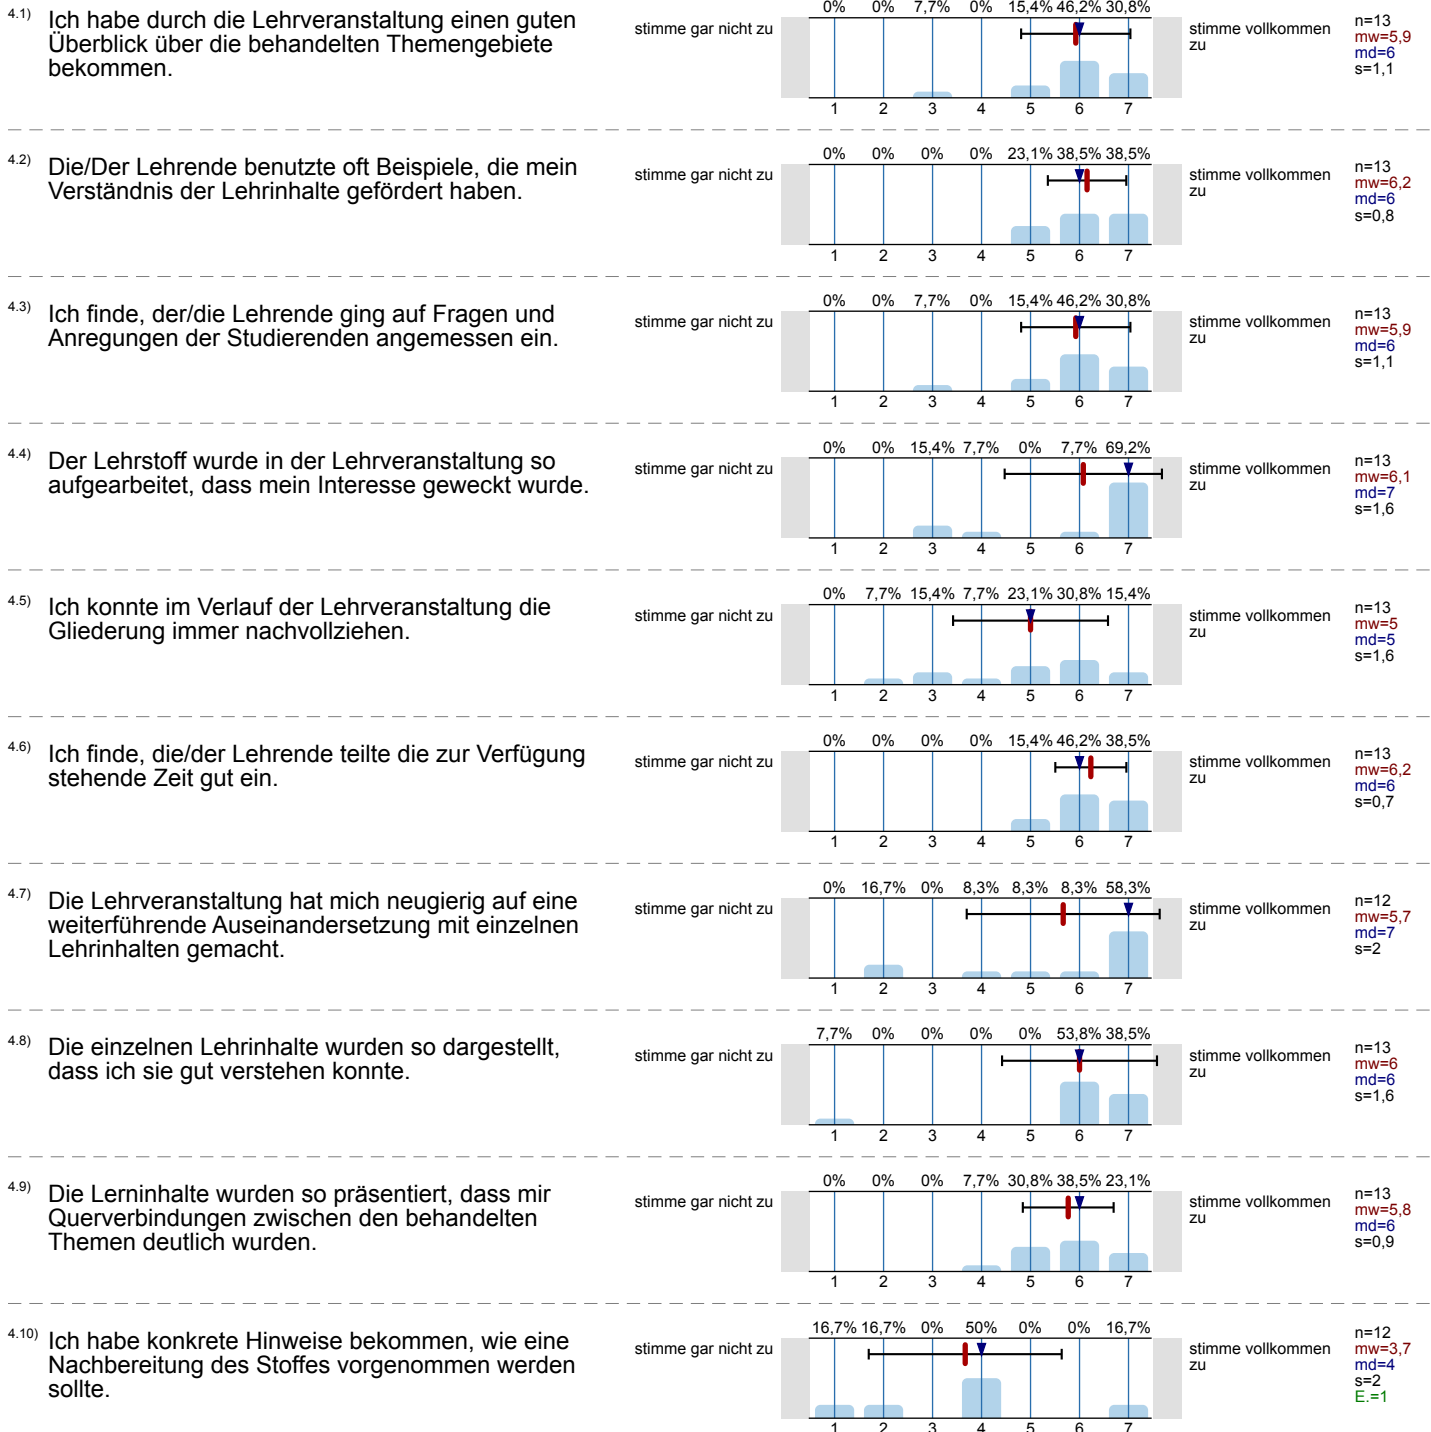 4.1) Ich habe durch die Lehrveranstaltung einen guten
Überblick über die behandelten Themengebiete
bekommen.
stimme gar nicht zu
0% 0% 7,7% 0% 15,4% 46,2% 30,8%
1 2 3 4 5 6 7
stimme vollkommen
zu
n=13
mw=5,9
md=6
s=1,1
4.2) Die/Der Lehrende benutzte oft Beispiele, die mein
Verständnis der Lehrinhalte gefördert haben.
stimme gar nicht zu
0% 0% 0% 0% 23,1% 38,5% 38,5%
1 2 3 4 5 6 7
stimme vollkommen
zu
n=13
mw=6,2
md=6
s=0,8
4.3) Ich finde, der/die Lehrende ging auf Fragen und
Anregungen der Studierenden angemessen ein.
stimme gar nicht zu
0% 0% 7,7% 0% 15,4% 46,2% 30,8%
1 2 3 4 5 6 7
stimme vollkommen
zu
n=13
mw=5,9
md=6
s=1,1
4.4) Der Lehrstoff wurde in der Lehrveranstaltung so
aufgearbeitet, dass mein Interesse geweckt wurde.
stimme gar nicht zu
0% 0% 15,4% 7,7% 0% 7,7% 69,2%
1 2 3 4 5 6 7
stimme vollkommen
zu
n=13
mw=6,1
md=7
s=1,6
4.5) Ich konnte im Verlauf der Lehrveranstaltung die
Gliederung immer nachvollziehen.
stimme gar nicht zu
0% 7,7% 15,4% 7,7% 23,1% 30,8% 15,4%
1 2 3 4 5 6 7
stimme vollkommen
zu
n=13
mw=5
md=5
s=1,6
4.6) Ich finde, die/der Lehrende teilte die zur Verfügung
stehende Zeit gut ein.
stimme gar nicht zu
0% 0% 0% 0% 15,4% 46,2% 38,5%
1 2 3 4 5 6 7
stimme vollkommen
zu
n=13
mw=6,2
md=6
s=0,7
4.7) Die Lehrveranstaltung hat mich neugierig auf eine
weiterführende Auseinandersetzung mit einzelnen
Lehrinhalten gemacht.
stimme gar nicht zu
0% 16,7% 0% 8,3% 8,3% 8,3% 58,3%
1 2 3 4 5 6 7
stimme vollkommen
zu
n=12
mw=5,7
md=7
s=2
4.8) Die einzelnen Lehrinhalte wurden so dargestellt,
dass ich sie gut verstehen konnte.
stimme gar nicht zu
7,7% 0% 0% 0% 0% 53,8% 38,5%
1 2 3 4 5 6 7
stimme vollkommen
zu
n=13
mw=6
md=6
s=1,6
4.9) Die Lerninhalte wurden so präsentiert, dass mir
Querverbindungen zwischen den behandelten
Themen deutlich wurden.
stimme gar nicht zu
0% 0% 0% 7,7% 30,8% 38,5% 23,1%
1 2 3 4 5 6 7
stimme vollkommen
zu
n=13
mw=5,8
md=6
s=0,9
4.10) Ich habe konkrete Hinweise bekommen, wie eine
Nachbereitung des Stoffes vorgenommen werden
sollte.
stimme gar nicht zu
16,7% 16,7% 0% 50% 0% 0% 16,7%
1 2 3 4 5 6 7
stimme vollkommen
zu
n=12
mw=3,7
md=4
s=2
E.=1